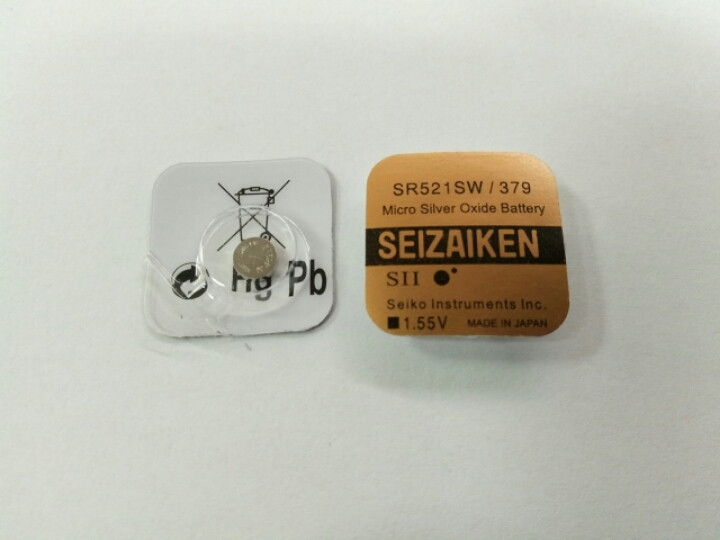 Hg Pb
SR521SW / 379
Micro Silver Oxide Battery
SEIZAIKEN
SII
Seiko Instruments Inc.
1.55V MADE IN JAPAN